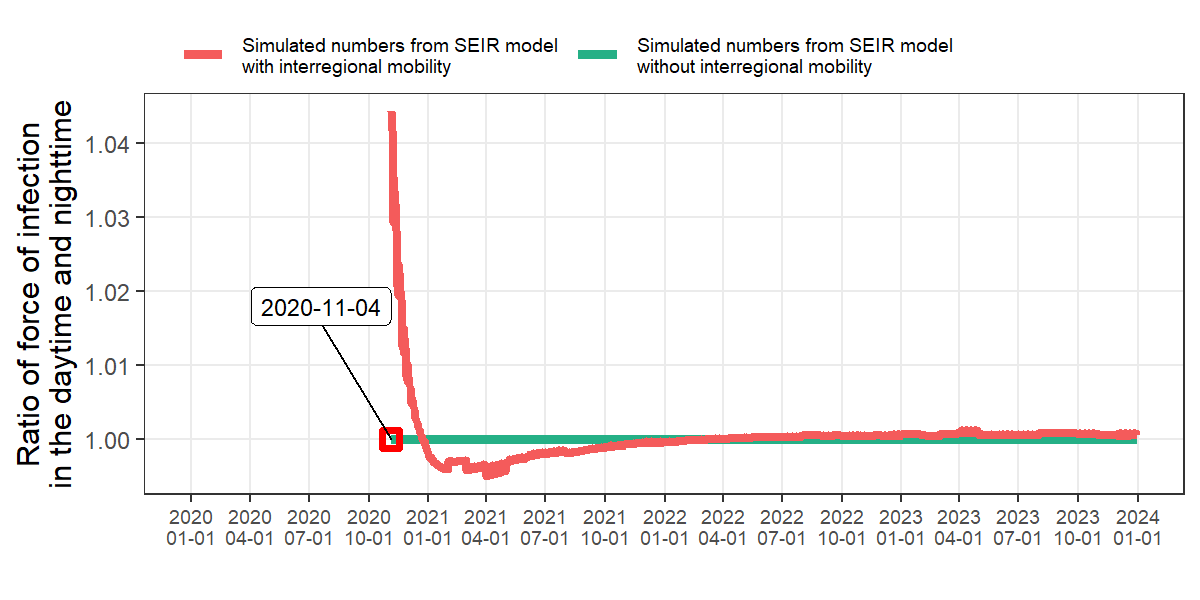 Simulated numbers from SEIR model
with interregional mobility
Simulated numbers from SEIR model
without interregional mobility
Ratio of force of infection
in the daytime and nighttime
1.04
1.03
1.02
1.01
1.00
2020-11-04
2020 2020 2020 2020 2021 2021 2021 2021 2022 2022 2022 2022 2023 2023 2023 2023 2024
01-01 04-01 07-01 10-01 01-01 04-01 07-01 10-01 01-01 04-01 07-01 10-01 01-01 04-01 07-01 10-01 01-01